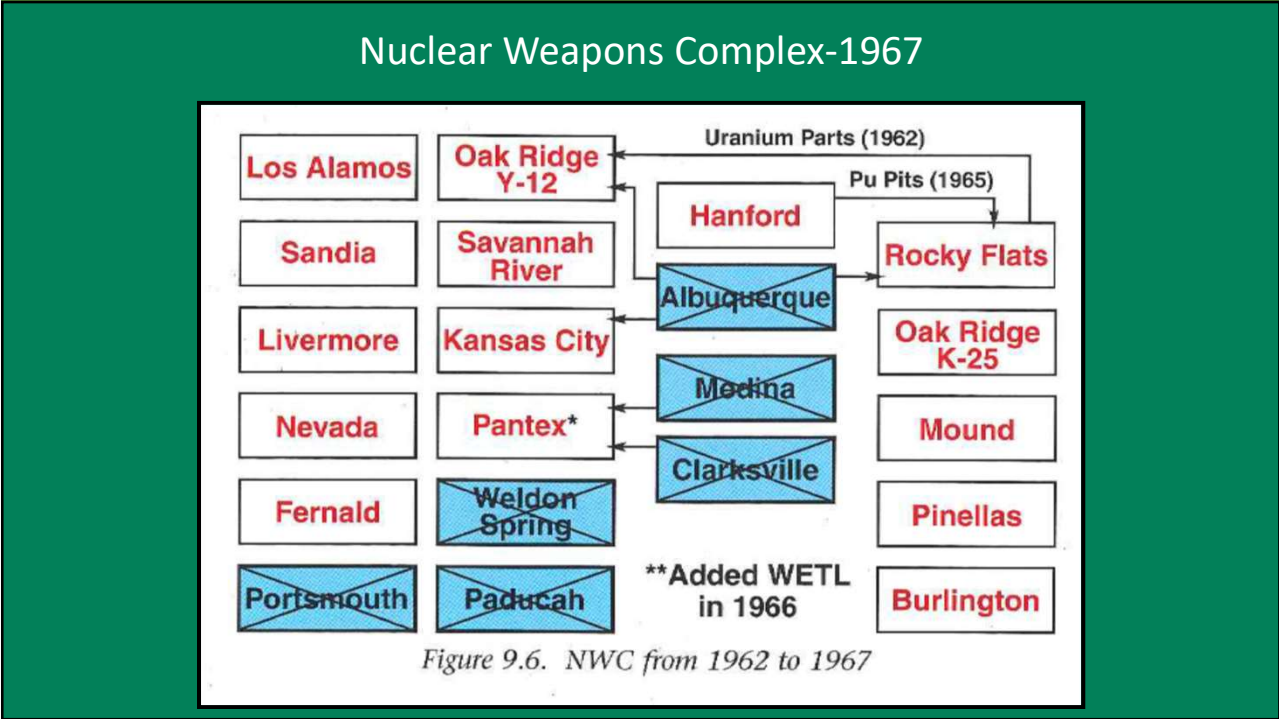 Nuclear Weapons Complex-1967
Uranium Parts (1962)
Pu Pits (1965)
Los Alamos
Oak Ridge
Y-12
Hanford
Rocky Flats
Sandia
Savannah
River
Albuquerque
Livermore
Kansas City
Medina
Oak Ridge
K-25
Nevada
Pantex*
Clarksville
Mound
Fernald
Weldon
Spring
Pinellas
Portsmouth
Paducah
**Added WETL
in 1966
Burlington
Figure 9.6. NWC from 1962 to 1967